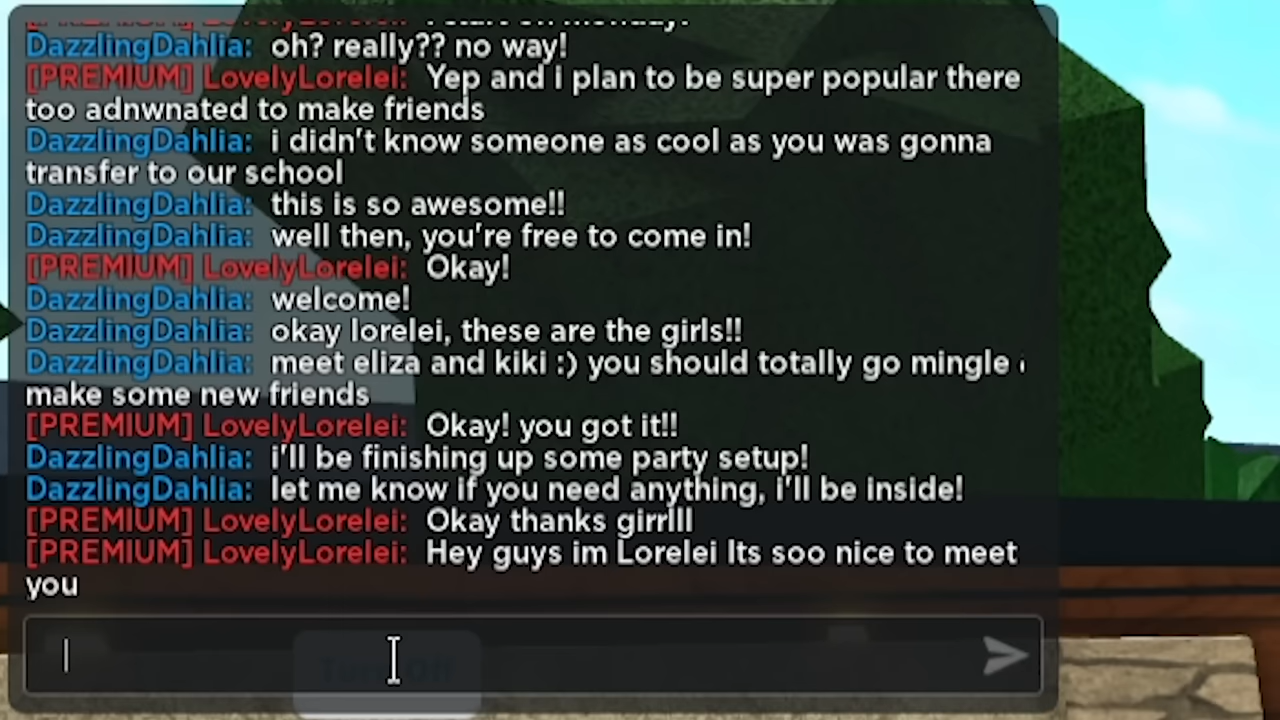 DazzlingDahlia: oh? really?? no way!
[PREMIUM] LovelyLorelei: Yep and i plan to be super popular there
too adnwnated to make friends
DazzlingDahlia: i didn't know someone as cool as you was gonna
transfer to our school
DazzlingDahlia: this is so awesome!!
DazzlingDahlia: well then, you're free to come in!
[PREMIUM] LovelyLorelei: Okay!
DazzlingDahlia: welcome!
DazzlingDahlia: okay lorelei, these are the girls!!
DazzlingDahlia: meet eliza and kiki :) you should totally go mingle
make some new friends
[PREMIUM] LovelyLorelei: Okay! you got it!!
DazzlingDahlia: i'll be finishing up some party setup!
DazzlingDahlia: let me know if you need anything, i'll be inside!
[PREMIUM] LovelyLorelei: Okay thanks girrlll
[PREMIUM] LovelyLorelei: Hey guys im Lorelei Its soo nice to meet
you